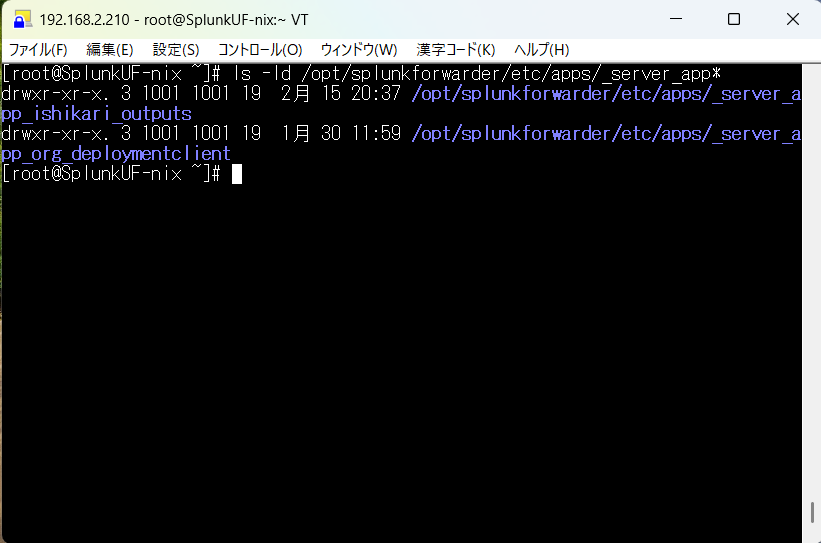 192.168.2.210 - root@SplunkUF-nix:~ VT
ファイル(F) 編集(E) 設定(S) コントロール(O) ウィンドウ(W) 漢字コード(K) ヘルプ(H)
[root@SplunkUF-nix ~]# ls -ld /opt/splunkforwarder/etc/apps/_server_app*
drwxr-xr-x. 3 1001 1001 19  2月 15 20:37 /opt/splunkforwarder/etc/apps/_server_a
pp_ishikari_outputs
drwxr-xr-x. 3 1001 1001 19  1月 30 11:59 /opt/splunkforwarder/etc/apps/_server_a
pp_org_deploymentclient
[root@SplunkUF-nix ~]#